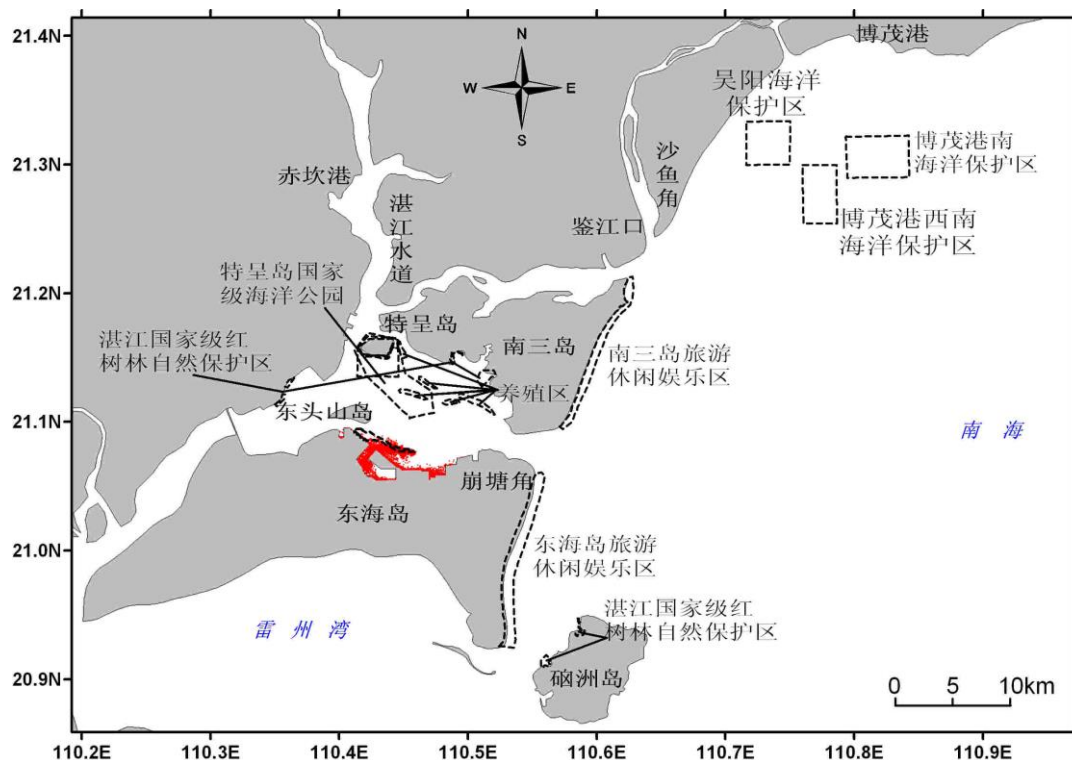 21.4N
21.3N
21.2N
21.1N
21.0N
20.9N
N
W
E
S
博茂港
吴阳海洋
保护区
博茂港南
海洋保护区
博茂港西南
海洋保护区
沙鱼角
赤坎港
湛江水道
鉴江口
特呈岛国家
级海洋公园
特呈岛
湛江国家级红
树林自然保护区
南三岛
南三岛旅游
休闲娱乐区
养殖区
东头山岛
南 海
崩塘角
东海岛
东海岛旅游
休闲娱乐区
雷 州 湾
湛江国家级红
树林自然保护区
硇洲岛
0 5 10km
110.2E 110.3E 110.4E 110.5E 110.6E 110.7E 110.8E 110.9E